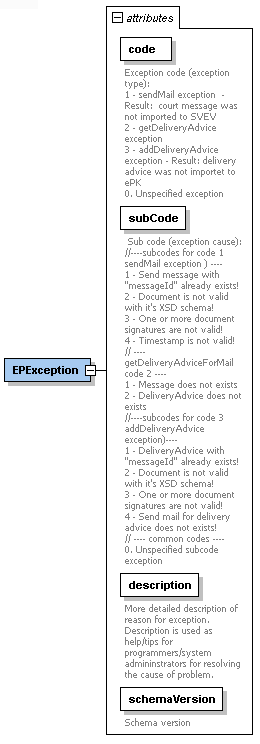 attributes
code
Exception code (exception
type):
1 - sendMail exception  -
Result:  court message was
not imported to SVEV
2 - getDeliveryAdvice
exception
3 - addDeliveryAdvice
exception - Result: delivery
advice was not importet to
ePK
0. Unspecified exception
subCode
Sub code (exception cause):
//----subcodes for code 1
sendMail exception ) ----
1 - Send message with
"messageId" already exists!
2 - Document is not valid
with it's XSD schema!
3 - One or more document
signatures are not valid!
4 - Timestamp is not valid!
// ----
getDeliveryAdviceForMail
code 2 ----
1 - Message does not exists
2 - DeliveryAdvice does not
exists
//----subcodes for code 3
addDeliveryAdvice
exception)----
1 - DeliveryAdvice with
"messageId" already exists!
2 - Document is not valid
with it's XSD schema!
3 - One or more document
signatures are not valid!
4 - Send mail for delivery
advice does not exists!
// ---- common codes ----
0. Unspecified subcode
exception
EPException
description
More detailed description of
reason for exception.
Description is used as
help/tips for
programmers/system
admininstrators for resolving
the cause of problem.
schemaVersion
Schema version